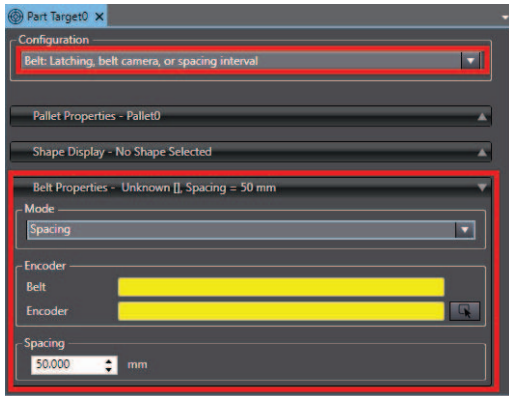 Part Target0
Configuration
Belt: Latching, belt camera, or spacing interval
Pallet Properties - Pallet0
Shape Display - No Shape Selected
Belt Properties - Unknown [], Spacing = 50 mm
Mode
Spacing
Encoder
Belt
Encoder
Spacing
50.000 mm